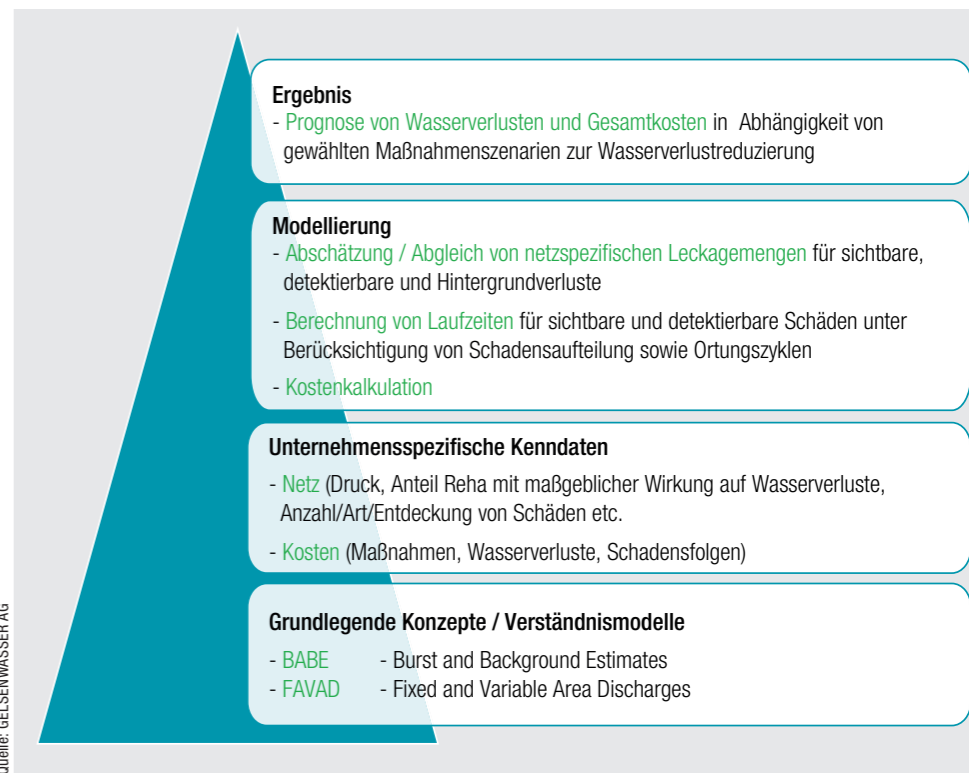 Ergebnis
- Prognose von Wasserverlusten und Gesamtkosten in Abhängigkeit von
gewählten Maßnahmenszenarien zur Wasserverlustreduzierung
Modellierung
- Abschätzung / Abgleich von netzspezifischen Leckagemengen für sichtbare,
detektierbare und Hintergrundverluste
- Berechnung von Laufzeiten für sichtbare und detektierbare Schäden unter
Berücksichtigung von Schadensaufteilung sowie Ortungszyklen
- Kostenkalkulation
Unternehmensspezifische Kenndaten
- Netz (Druck, Anteil Reha mit maßgeblicher Wirkung auf Wasserverluste,
Anzahl/Art/Entdeckung von Schäden etc.
- Kosten (Maßnahmen, Wasserverluste, Schadensfolgen)
Grundlegende Konzepte / Verständnismodelle
- BABE - Burst and Background Estimates
- FAVAD - Fixed and Variable Area Discharges
Quelle: GELSENWASSER AG